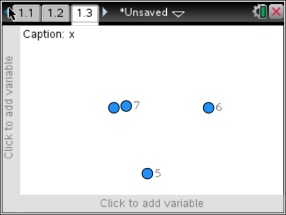 1.1 1.2 1.3 *Unsaved
Caption: x
Click to add variable
7
6
5
Click to add variable